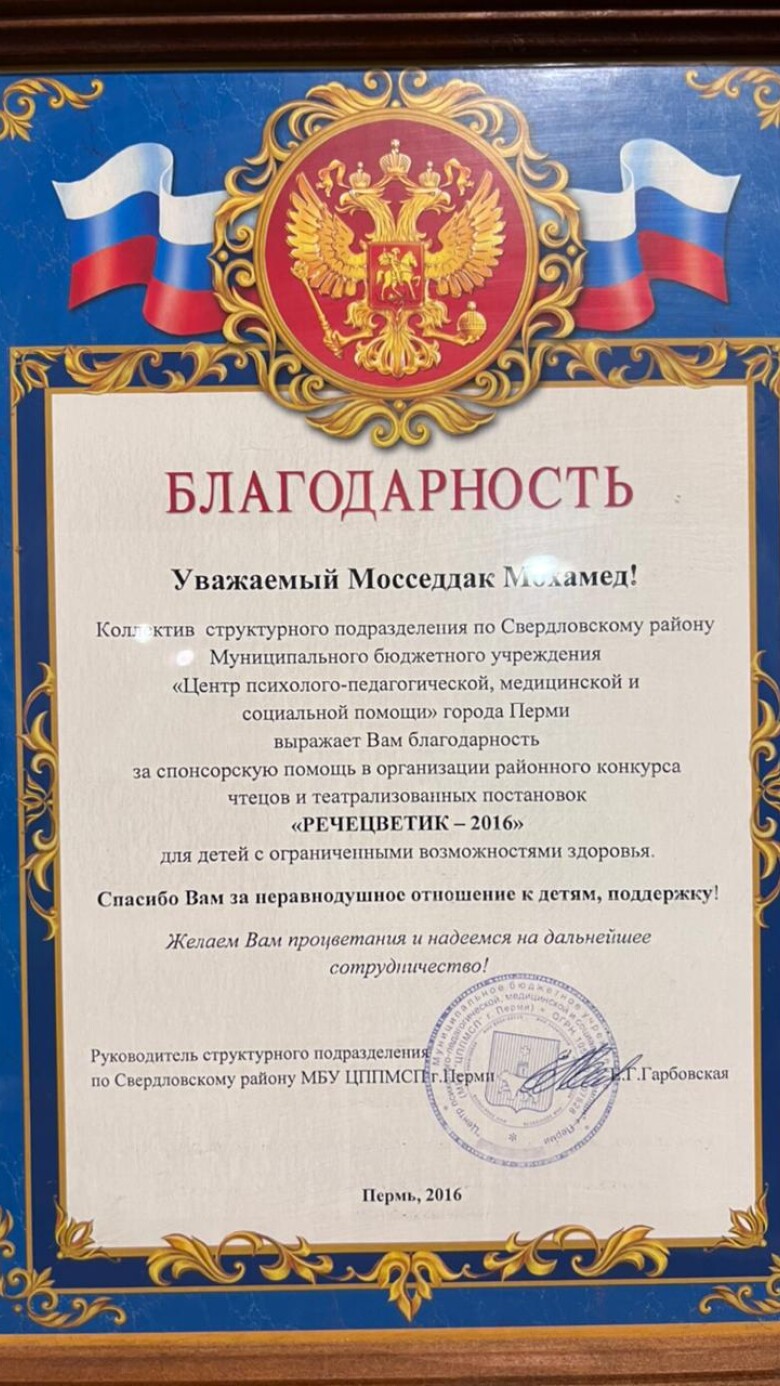 БЛАГОДАРНОСТЬ
Уважаемый Мосседдак Мохамед!
Коллектив структурного подразделения по Свердловскому району
Муниципального бюджетного учреждения
«Центр психолого-педагогической, медицинской и
социальной помощи» города Перми
выражает Вам благодарность
за спонсорскую помощь в организации районного конкурса
чтецов и театрализованных постановок
«РЕЧЕЦВЕТИК – 2016»
для детей с ограниченными возможностями здоровья.
Спасибо Вам за неравнодушное отношение к детям, поддержку!
Желаем Вам процветания и надеемся на дальнейшее
сотрудничество!
Руководитель структурного подразделения
по Свердловскому району МБУ ЦППМСП г.Перми
Г.Гарбовская
Пермь, 2016